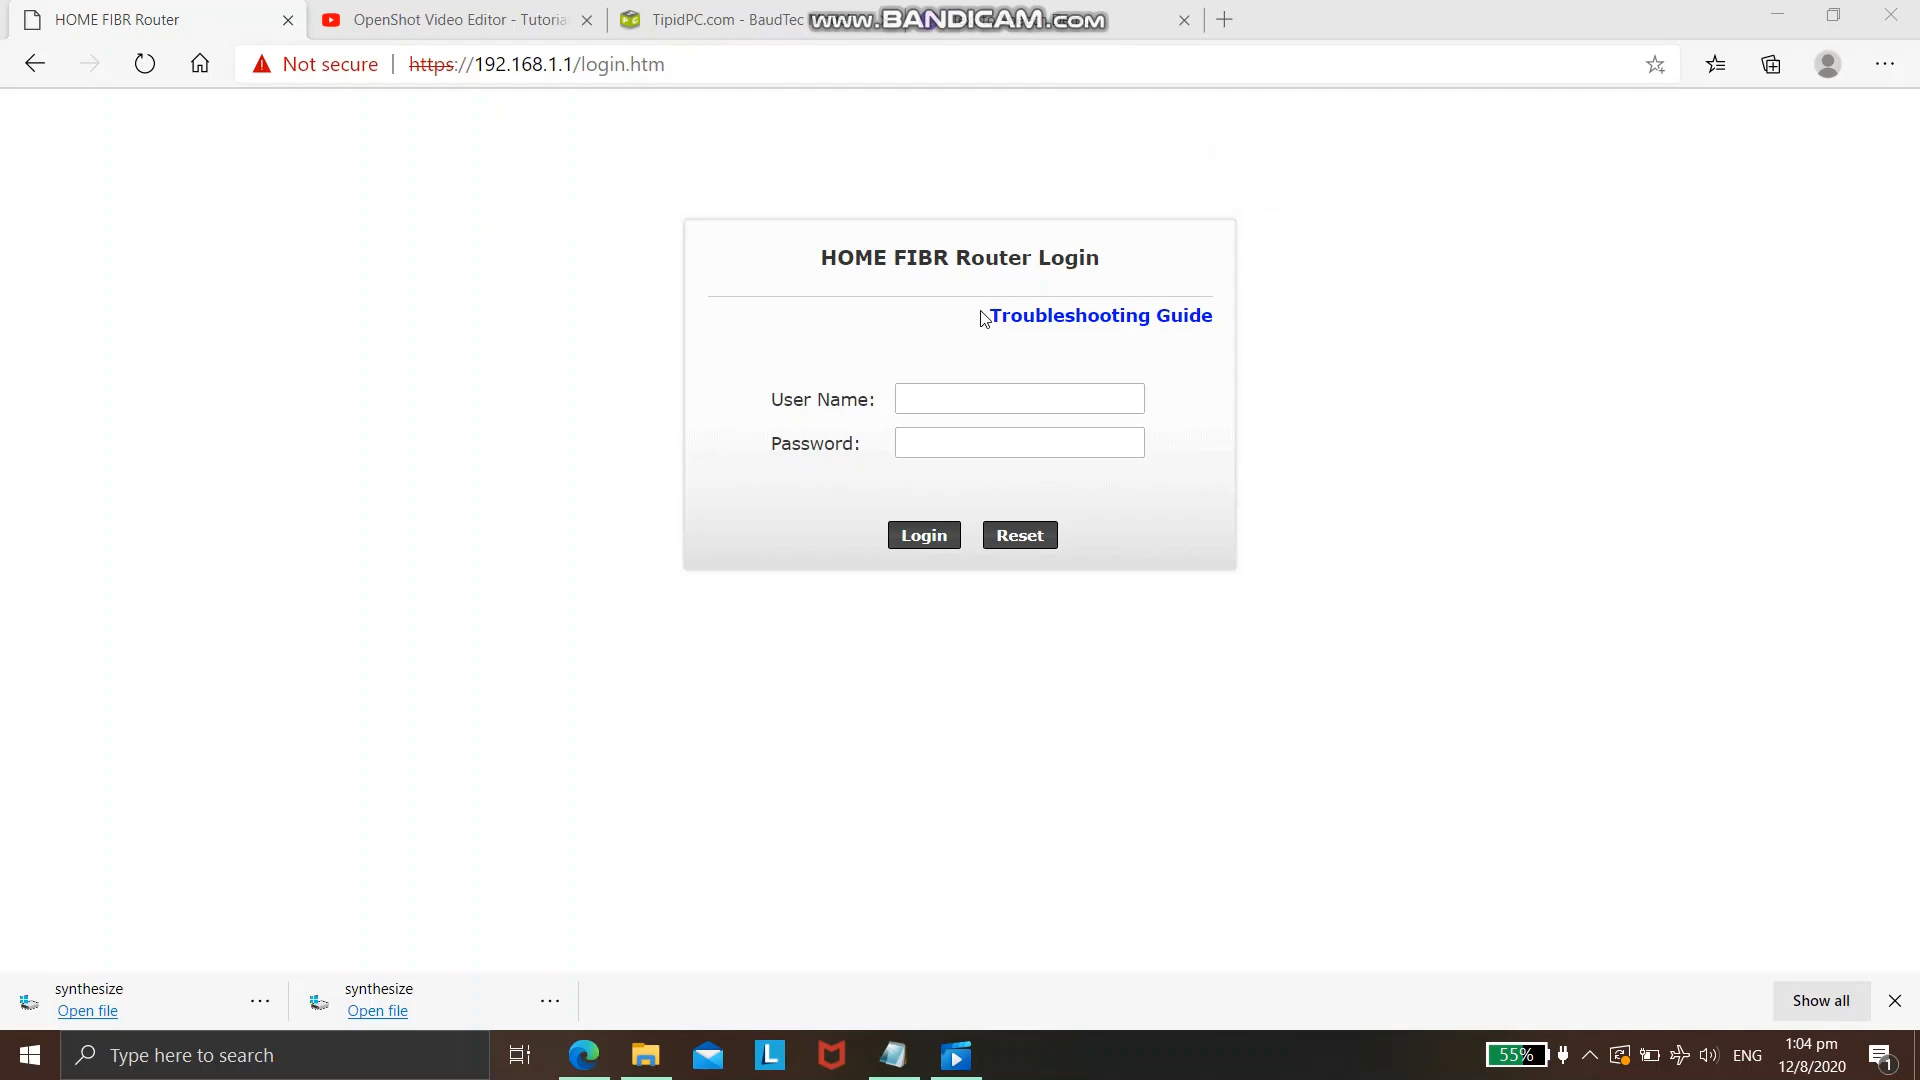 HOME FIBR Router
OpenShot Video Editor - Tutoria
TipidPC.com - BaudTec
www.BANDICAM.com
Not secure
https://192.168.1.1/login.htm
HOME FIBR Router Login
Troubleshooting Guide
User Name:
Password:
Login
Reset
synthesize
Open file
synthesize
Open file
Show all
Type here to search
L
55%
ENG
1:04 pm
12/8/2020
1